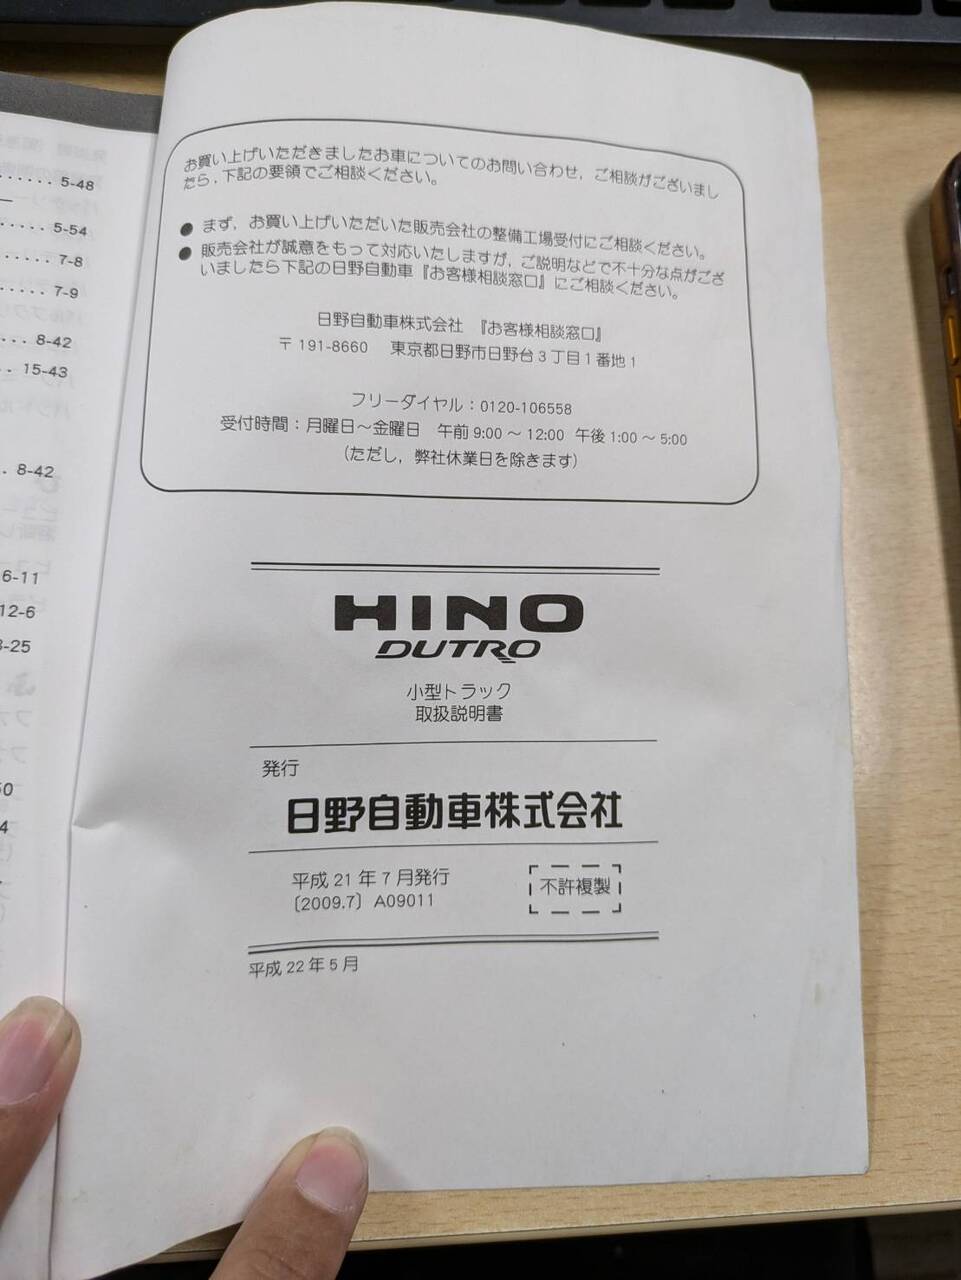 5-48
5-54
7-8
7-9
8-42
15-43
8-42
6-11
12-6
-25
お買い上げいただきましたお車についてのお問い合わせ，ご相談がございまし
たら，下記の要領でご相談ください。
● まず，お買い上げいただいた販売会社の整備工場受付にご相談ください。
● 販売会社が誠意をもって対応いたしますが，ご説明などで不十分な点がござ
いましたら下記の日野自動車『お客様相談窓口』にご相談ください。
日野自動車株式会社 『お客様相談窓口』
〒191-8660 東京都日野市日野台３丁目１番地１
フリーダイヤル：0120-106558
受付時間：月曜日～金曜日 午前 9:00 ～ 12:00 午後 1:00 ～ 5:00
（ただし，弊社休業日を除きます）
HINO
DUTRO
小型トラック
取扱説明書
発行
日野自動車株式会社
平成 21 年 7 月発行
〔2009.7〕 A09011
不許複製
平成 22 年 5 月